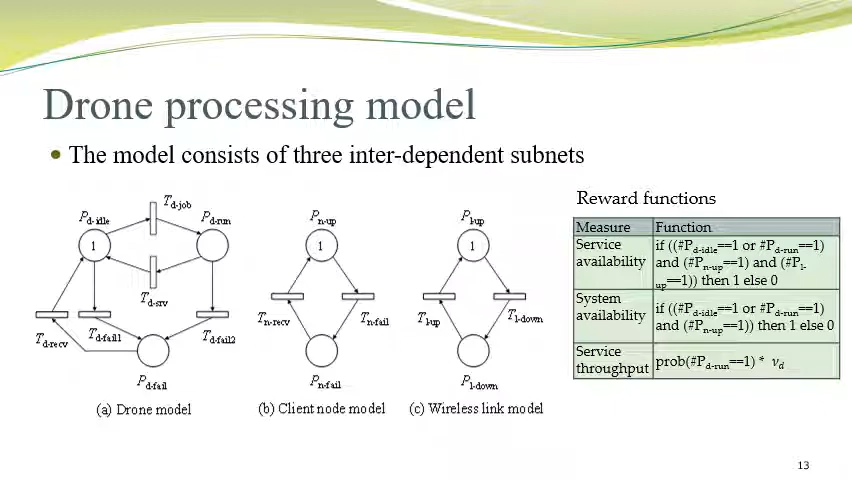 Drone processing model
The model consists of three inter-dependent subnets
T_d-job
P_d-idle
P_d-run
1
T_d-srv
T_d-recv
T_d-fail1
T_d-fail2
P_d-fail
(a) Drone model
P_n-up
1
T_n-recv
T_n-fail
P_n-fail
(b) Client node model
P_l-up
1
T_l-up
T_l-down
P_l-down
(c) Wireless link model
Reward functions
Measure Function
Service availability if ((#P_d-idle==1 or #P_d-run==1)
and (#P_n-up==1) and (#P_l-
up==1)) then 1 else 0
System availability if ((#P_d-idle==1 or #P_d-run==1)
and (#P_n-up==1)) then 1 else 0
Service throughput prob(#P_d-run==1) * v_d
13